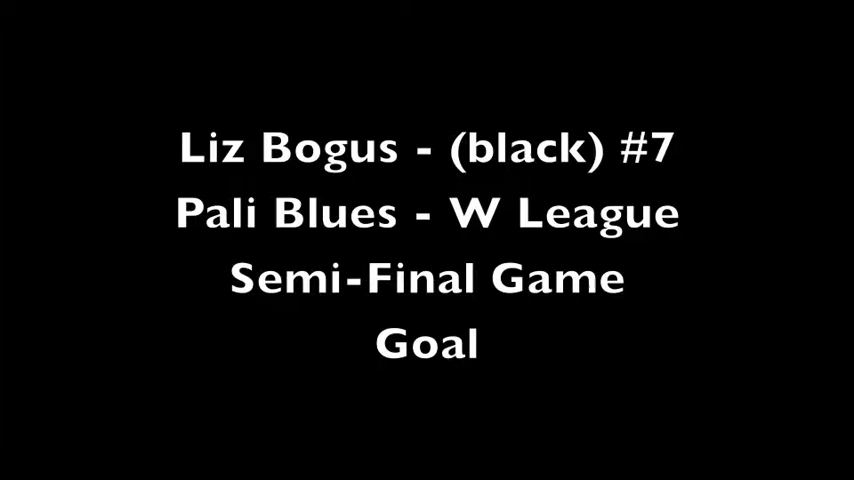 Liz Bogus - (black) #7
Pali Blues - W League
Semi-Final Game
Goal